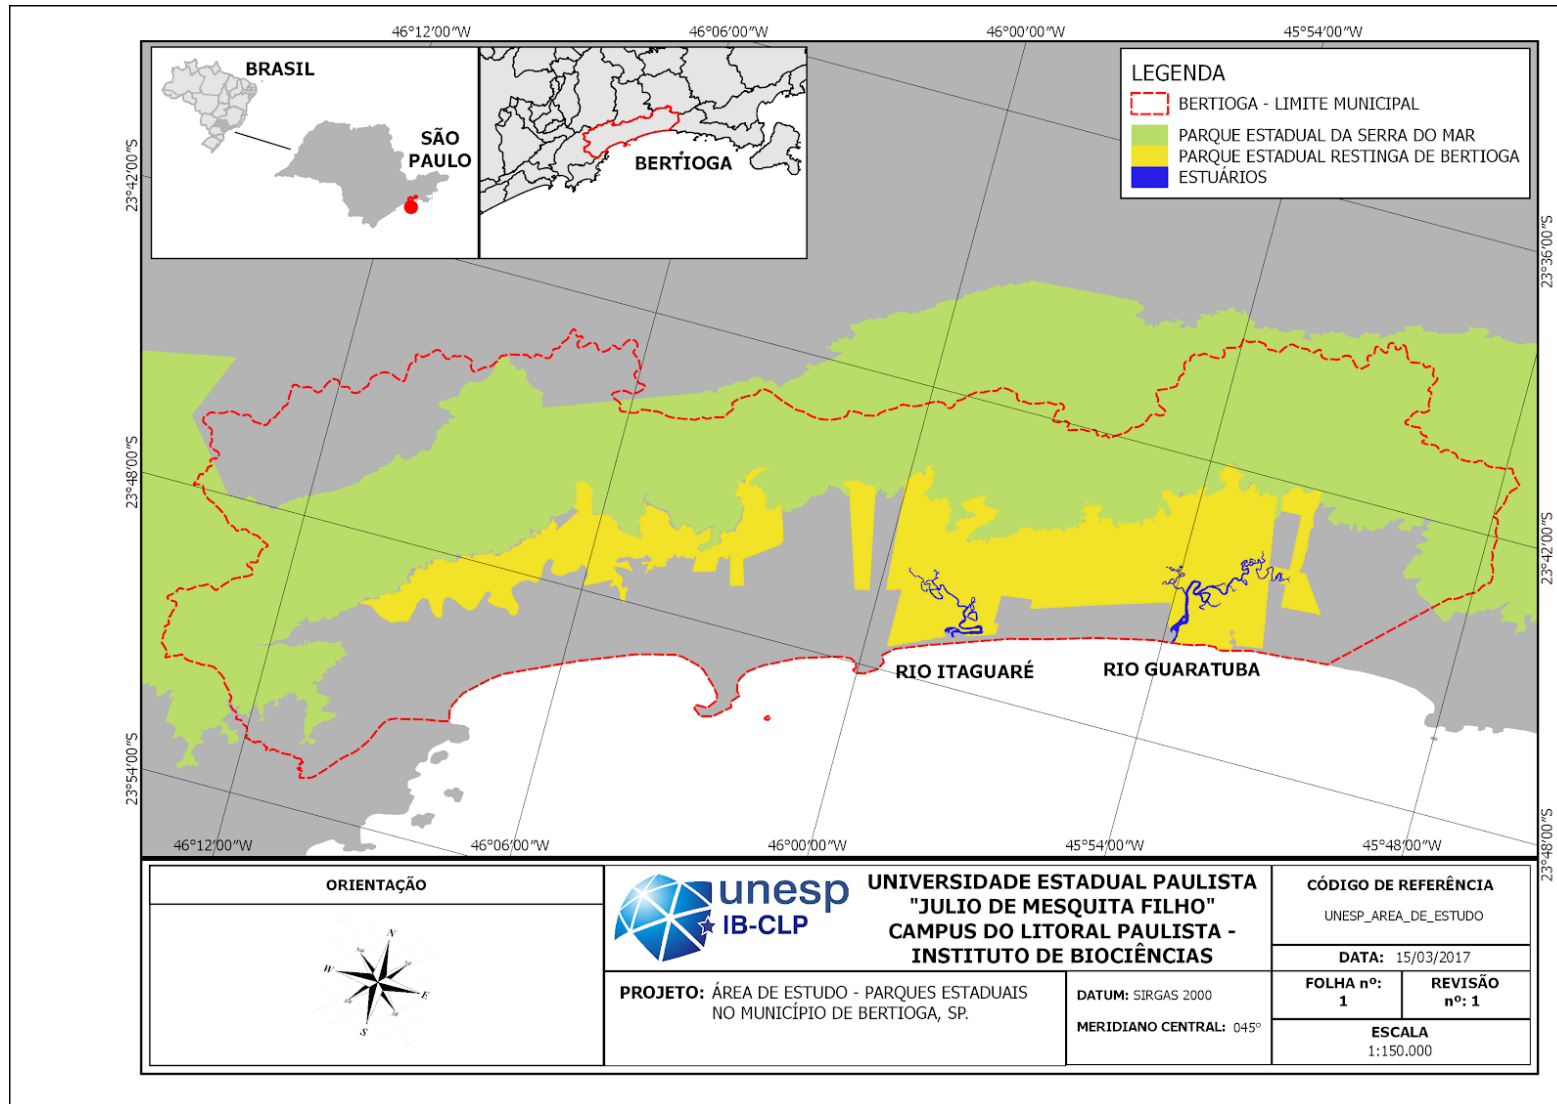 46°12'00"W
46°06'00"W
46°00'00"W
45°54'00"W
BRASIL
SÃO
PAULO
BERTIOGA
LEGENDA
BERTIOGA - LIMITE MUNICIPAL
PARQUE ESTADUAL DA SERRA DO MAR
PARQUE ESTADUAL RESTINGA DE BERTIOGA
ESTUÁRIOS
23°42'00"S
23°48'00"S
23°54'00"S
23°36'00"S
23°42'00"S
23°48'00"S
RIO ITAGUARÉ
RIO GUARATUBA
46°12'00"W
46°06'00"W
46°00'00"W
45°54'00"W
45°48'00"W
ORIENTAÇÃO
N
W
E
S
unesp
IB-CLP
UNIVERSIDADE ESTADUAL PAULISTA
"JULIO DE MESQUITA FILHO"
CAMPUS DO LITORAL PAULISTA -
INSTITUTO DE BIOCIÊNCIAS
PROJETO: ÁREA DE ESTUDO - PARQUES ESTADUAIS
NO MUNICÍPIO DE BERTIOGA, SP.
DATUM: SIRGAS 2000
MERIDIANO CENTRAL: 045°
CÓDIGO DE REFERÊNCIA
UNESP_AREA_DE_ESTUDO
DATA: 15/03/2017
FOLHA nº:
1
REVISÃO
nº: 1
ESCALA
1:150.000